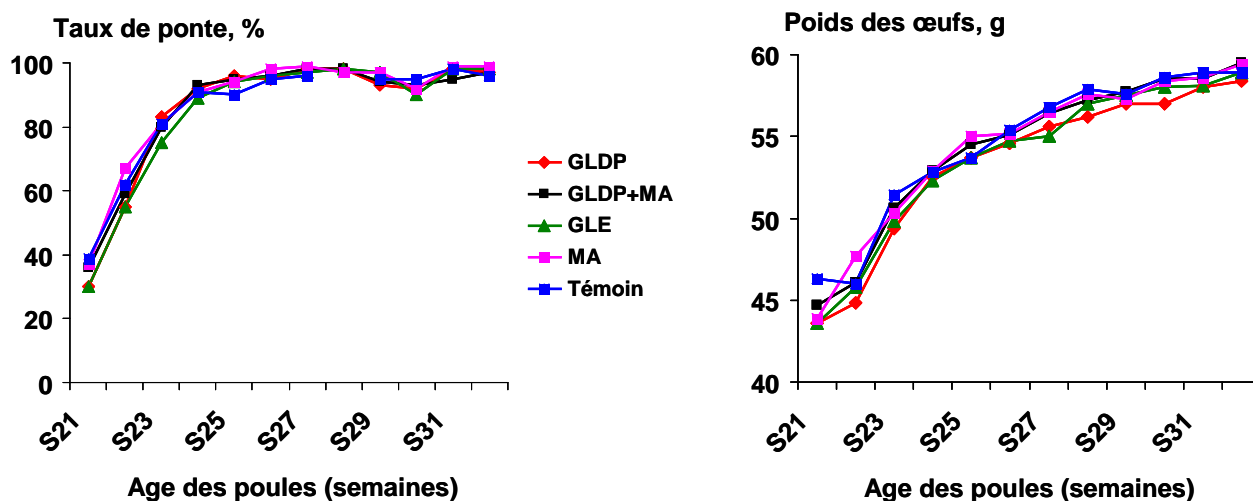 Taux de ponte, %
100
80
60
40
20
0
S21
S23
S25
S27
S29
S31
Age des poules (semaines)
GLDP
GLDP+MA
GLE
MA
Témoin
Poids des œufs, g
60
55
50
45
40
S21
S23
S25
S27
S29
S31
Age des poules (semaines)